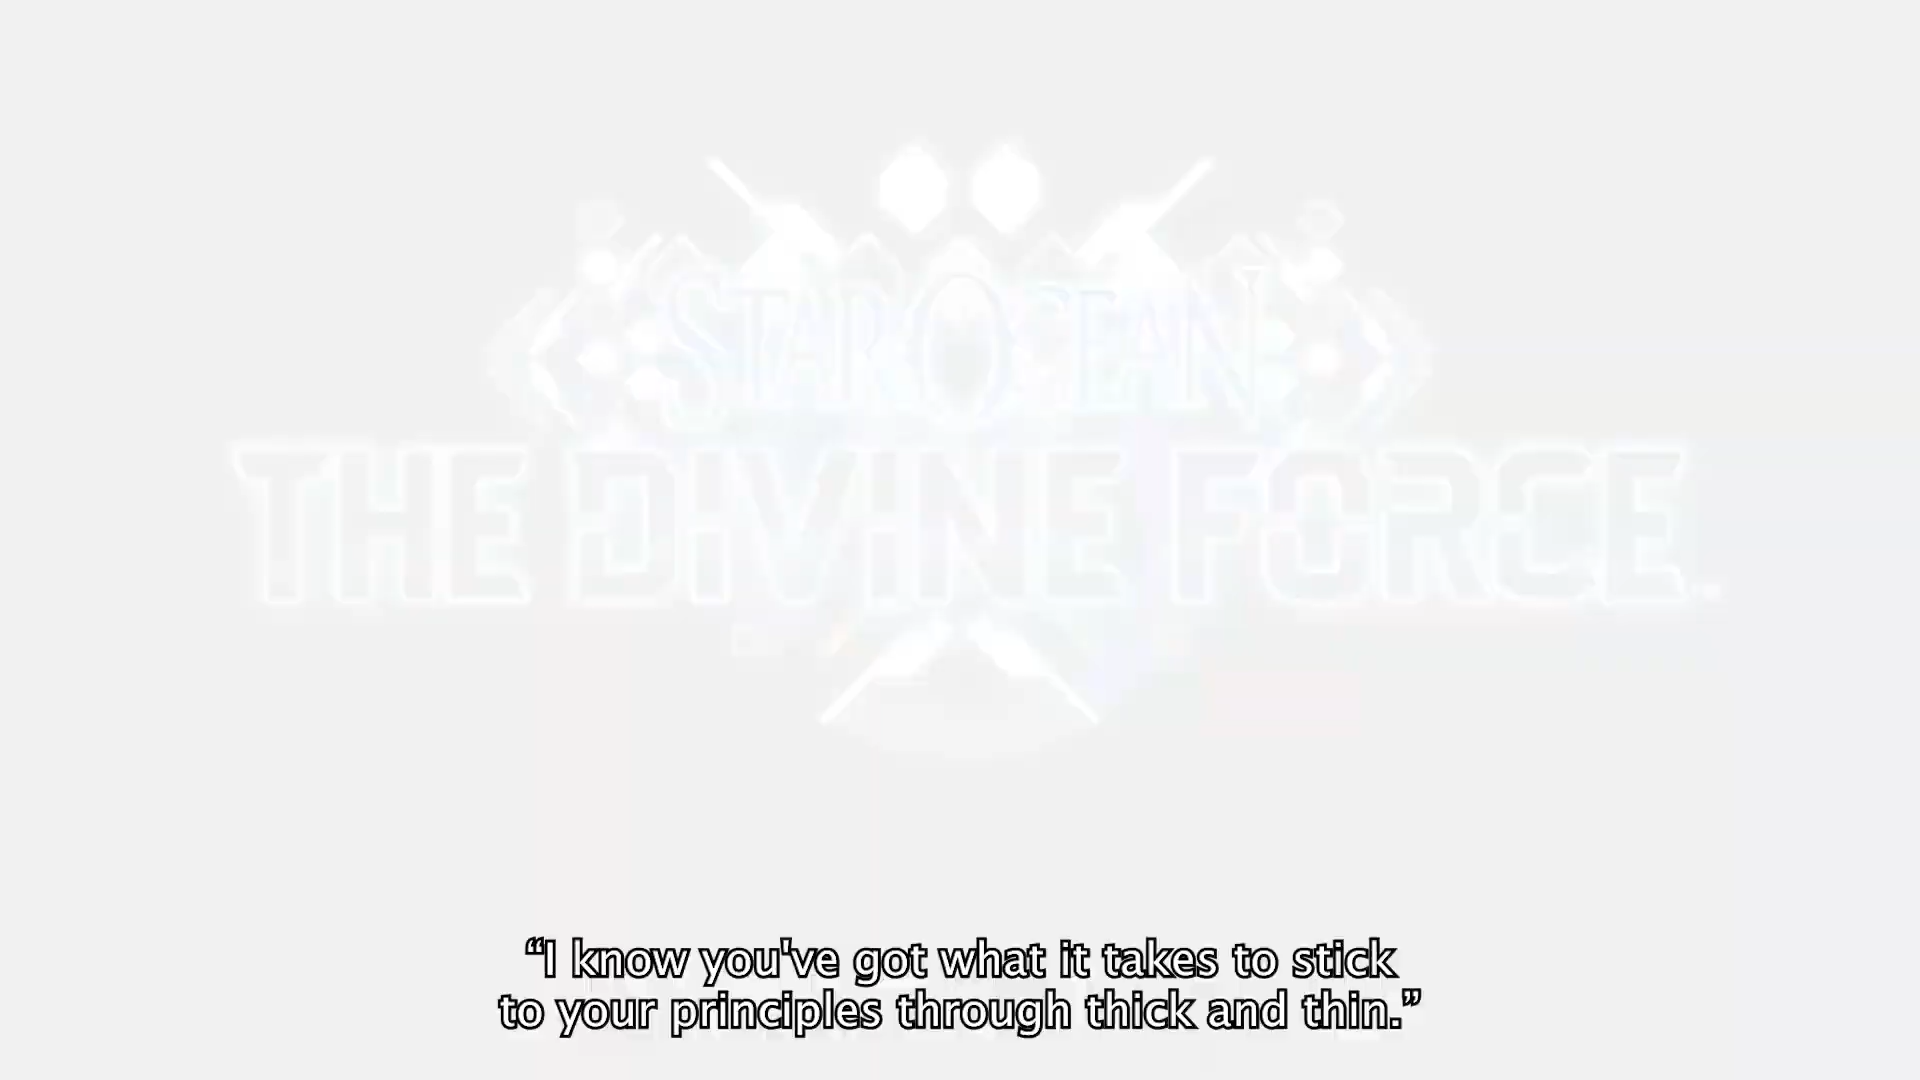 STAR OCEAN
THE DIVINE FORCE.
“I know you've got what it takes to stick
to your principles through thick and thin.”